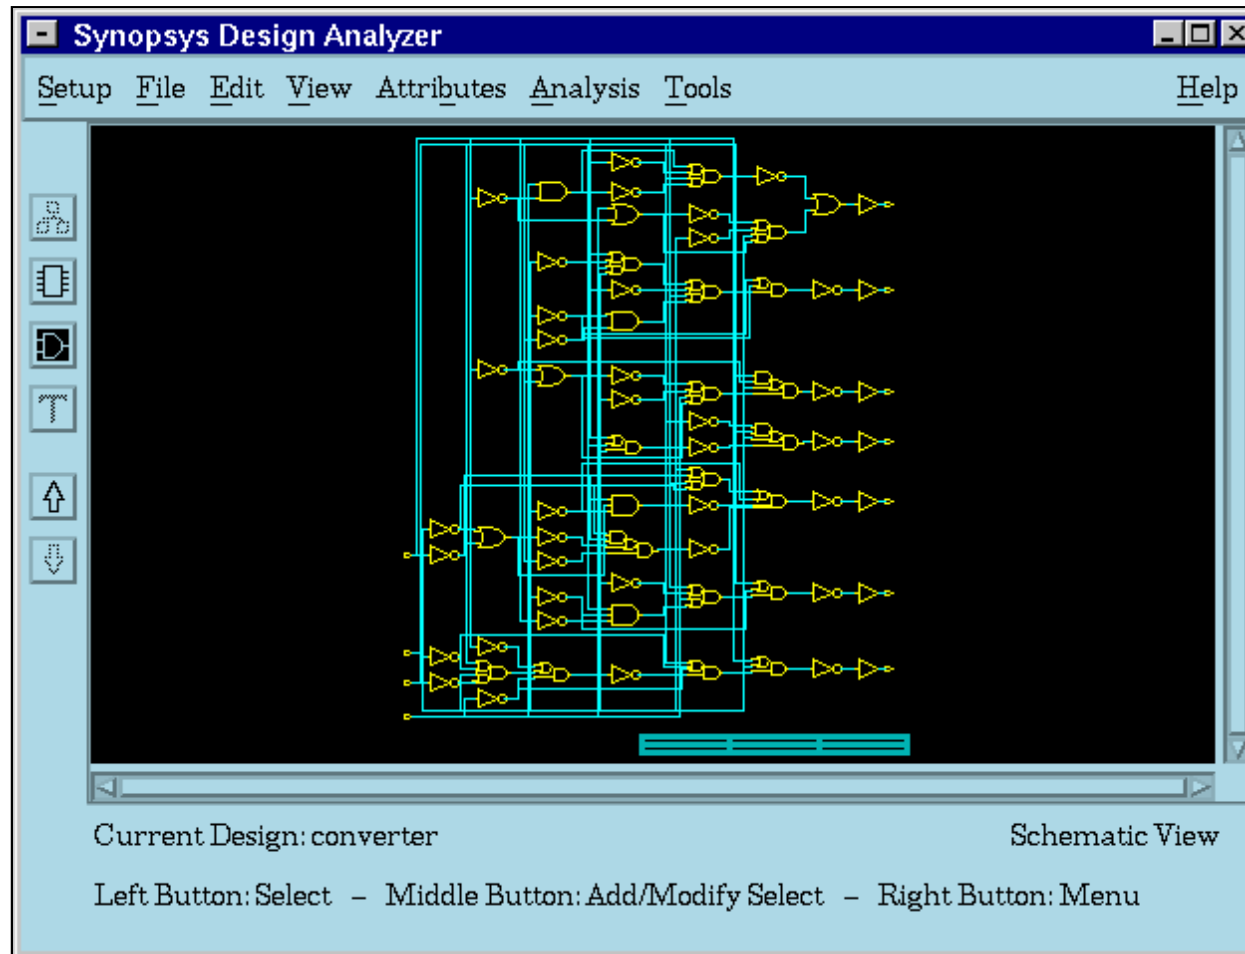 Synopsys Design Analyzer
Setup File Edit View Attributes Analysis Tools Help
Current Design: converter Schematic View
Left Button: Select – Middle Button: Add/Modify Select – Right Button: Menu